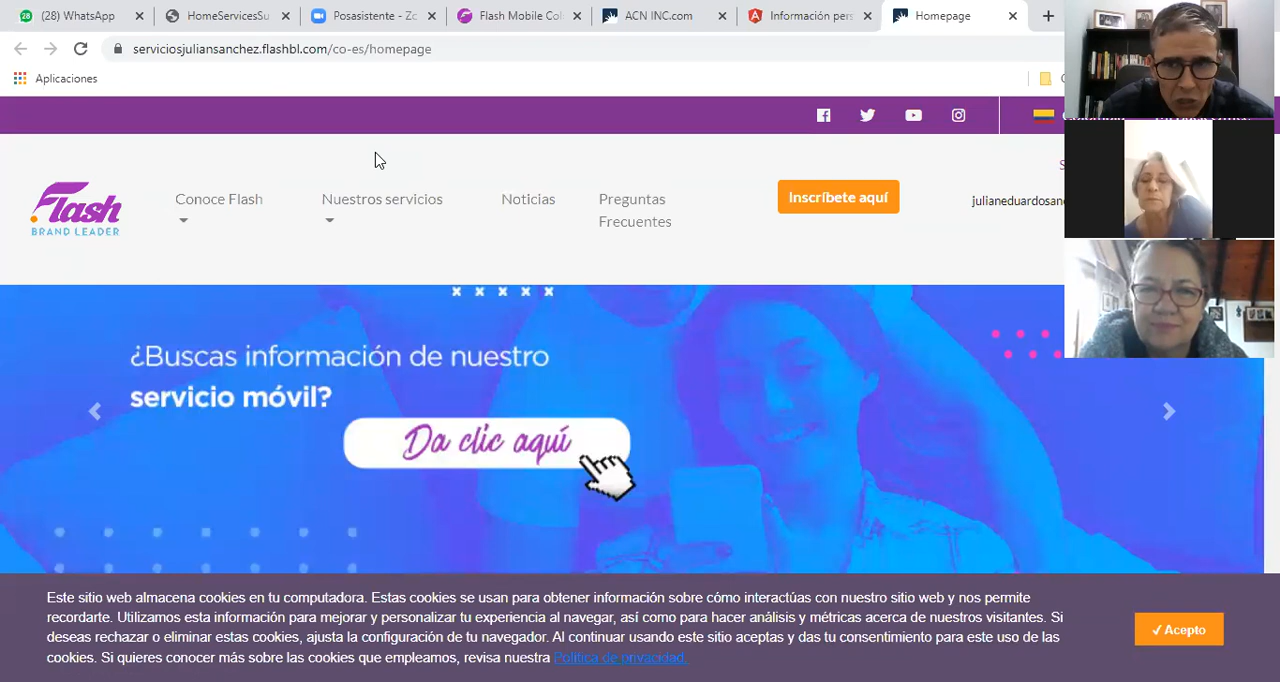 (28) WhatsApp
HomeServicesSu
Posasistente - Zo
Flash Mobile Col
ACN INC.com
Información pers
Homepage
serviciosjuliansanchez.flashbl.com/co-es/homepage
Aplicaciones
Flash
BRAND LEADER
Conoce Flash
Nuestros servicios
Noticias
Preguntas
Frecuentes
Inscríbete aquí
julianeduardosan
¿Buscas información de nuestro
servicio móvil?
Da clic aquí
Este sitio web almacena cookies en tu computadora. Estas cookies se usan para obtener información sobre cómo interactúas con nuestro sitio web y nos permite
recordarte. Utilizamos esta información para mejorar y personalizar tu experiencia al navegar, así como para hacer análisis y métricas acerca de nuestros visitantes. Si
deseas rechazar o eliminar estas cookies, ajusta la configuración de tu navegador. Al continuar usando este sitio aceptas y das tu consentimiento para este uso de las
cookies. Si quieres conocer más sobre las cookies que empleamos, revisa nuestra Política de privacidad.
✓Acepto